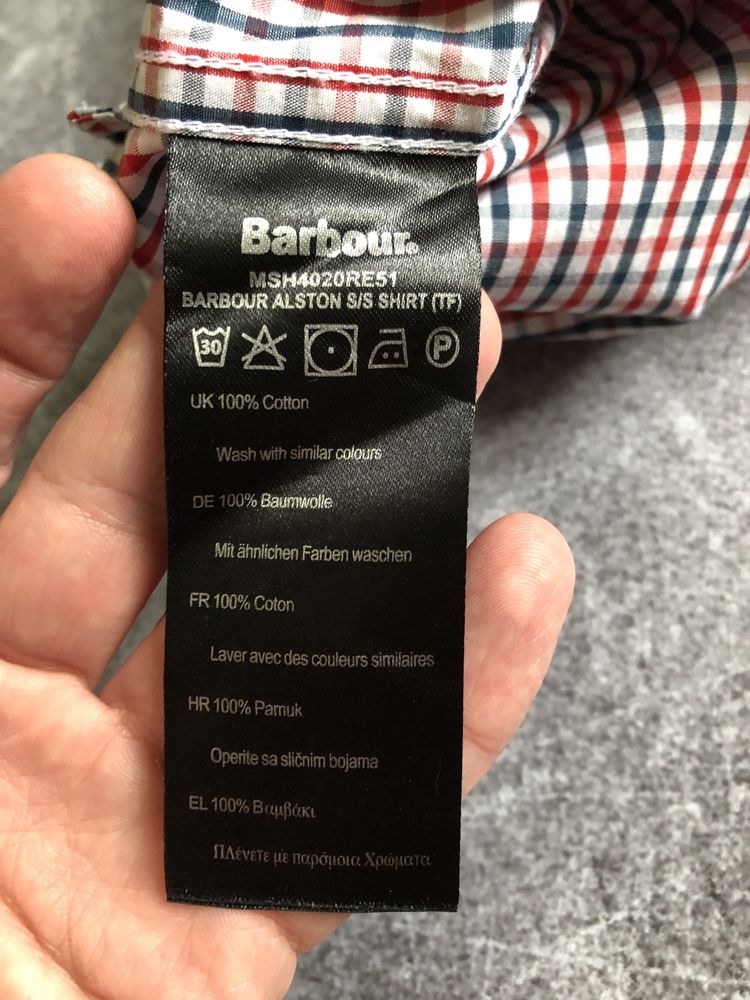 Barbour®
MSH4020RE51
BARBOUR ALSTON S/S SHIRT (TF)
30 P
UK 100% Cotton
Wash with similar colours
DE 100% Baumwolle
Mit ähnlichen Farben waschen
FR 100% Coton
Laver avec des couleurs similaires
HR 100% Pamuk
Operite sa sličnim bojama
EL 100% Βαμβάκι
Πλένετε με παρόμοια Χρώματα